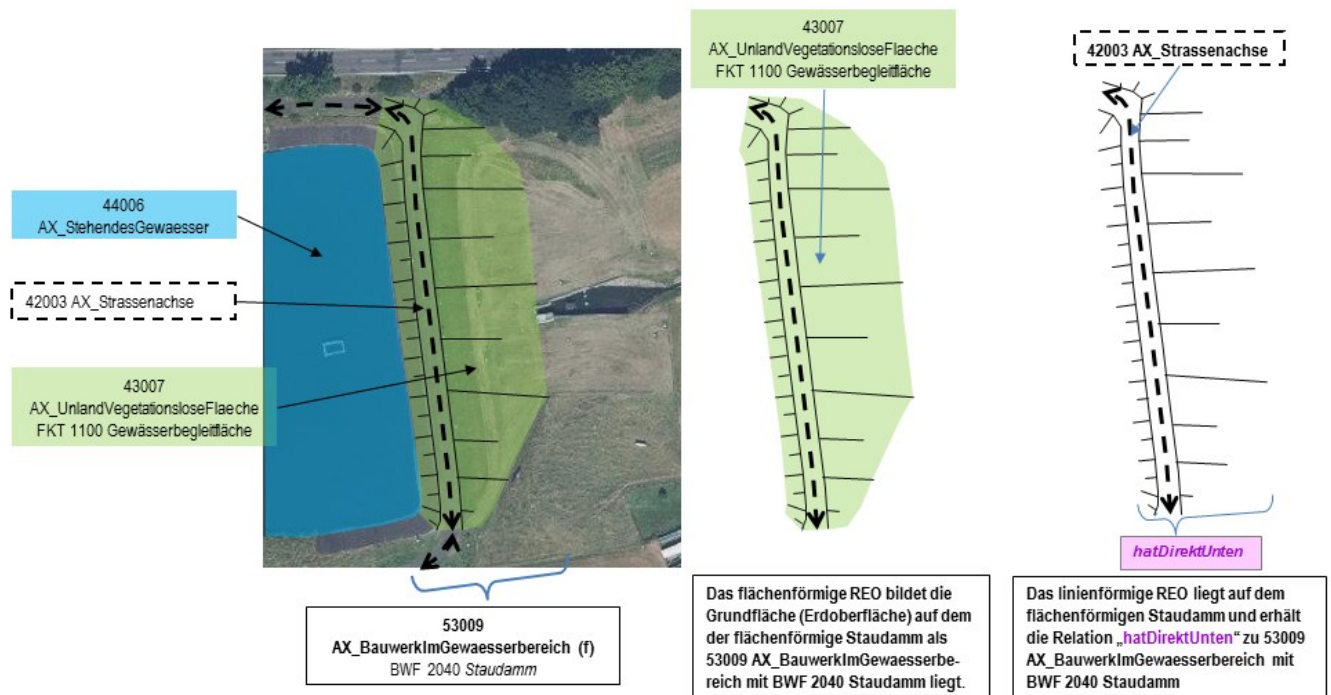 44006
AX_StehendesGewaesser
42003 AX_Strassenachse
43007
AX_UnlandVegetationsloseFlaeche
FKT 1100 Gewässerbegleitfläche
53009
AX_BauwerkImGewaesserbereich (f)
BWF 2040 Staudamm
43007
AX_UnlandVegetationsloseFlaeche
FKT 1100 Gewässerbegleitfläche
Das flächenförmige REO bildet die
Grundfläche (Erdoberfläche) auf dem
der flächenförmige Staudamm als
53009 AX_BauwerkImGewaesserbe-
reich mit BWF 2040 Staudamm liegt.
42003 AX_Strassenachse
hatDirektUnten
Das linienförmige REO liegt auf dem
flächenförmigen Staudamm und erhält
die Relation „hatDirektUnten“ zu 53009
AX_BauwerkImGewaesserbereich mit
BWF 2040 Staudamm